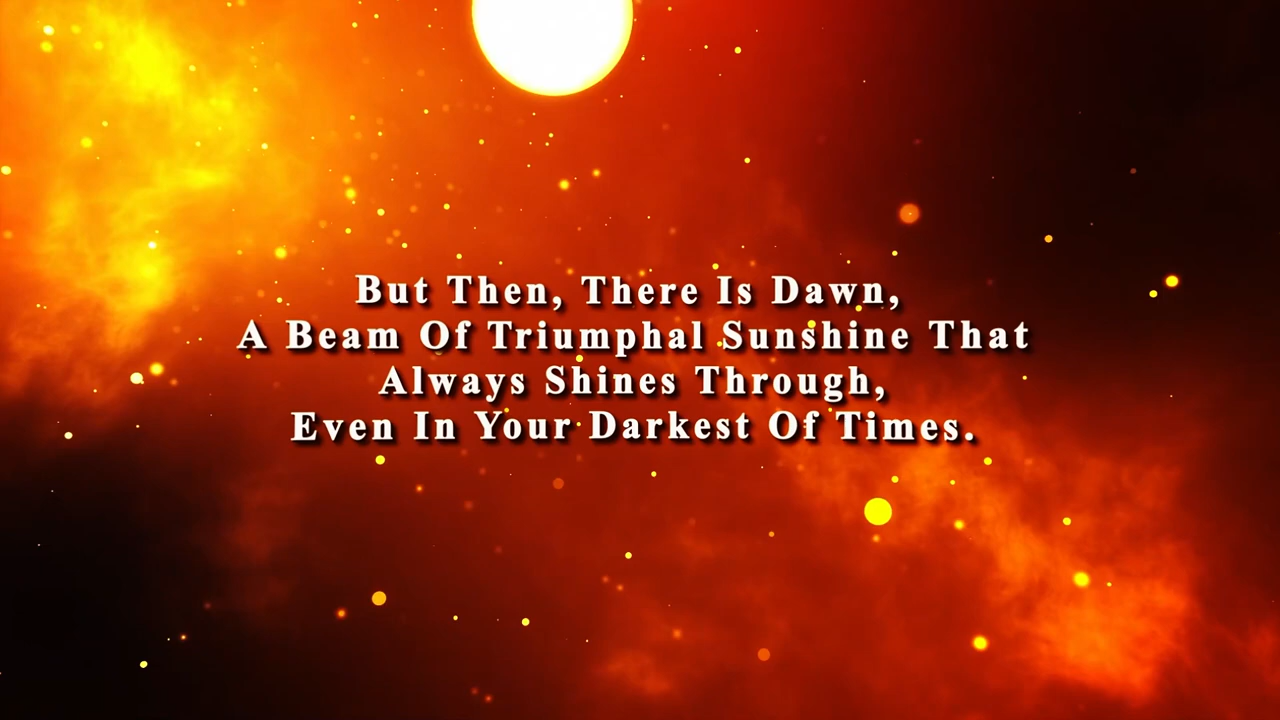 But Then, There Is Dawn,
A Beam Of Triumphal Sunshine That
Always Shines Through,
Even In Your Darkest Of Times.